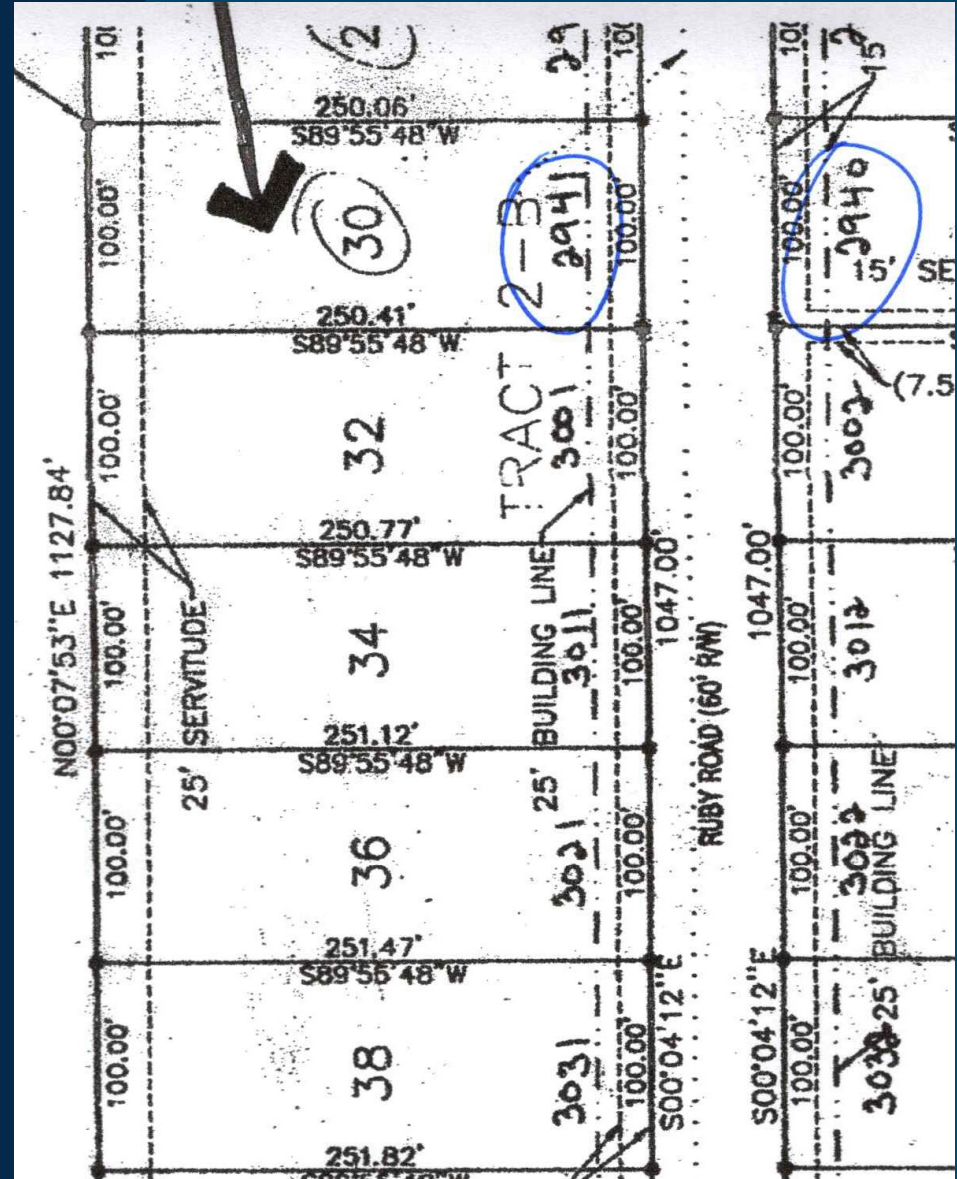 250.06'
S89°55'48"W
100.00'
30
2941
100.00'
100.00'
2940
15'
15' SE
250.41'
S89°55'48"W
(7.5
TRACT 2-B
100.00'
32
3001
100.00'
100.00'
3002
250.77'
S89°55'48"W
N00°07'53"E 1127.84'
100.00'
34
3011
100.00'
1047.00'
1047.00'
100.00'
3012
25' SERVITUDE
25' BUILDING LINE
RUBY ROAD (60' R/W)
251.12'
S89°55'48"W
100.00'
36
3021
100.00'
100.00'
3022
25' BUILDING LINE
251.47'
S89°55'48"W
100.00'
38
3031
100.00'
S00°04'12"E
S00°04'12"E
100.00'
3032
251.82'